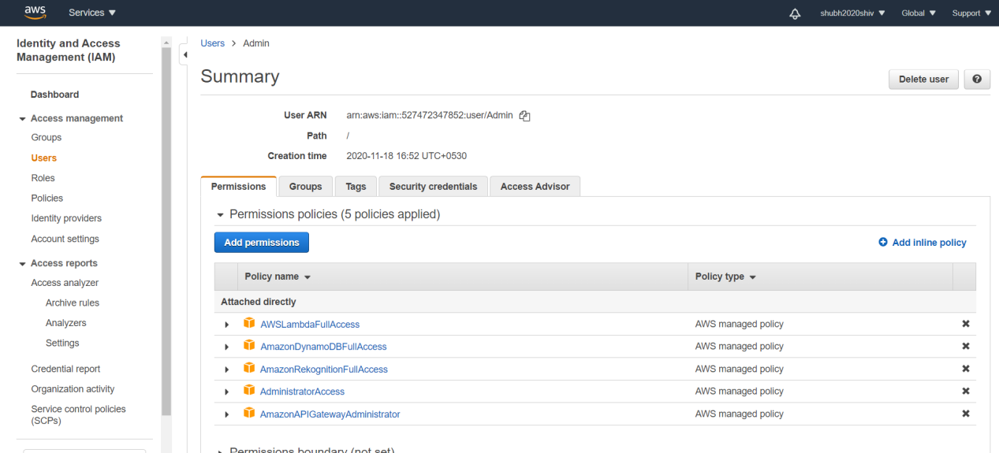 aws
Services
shubh2020shiv
Global
Support
Identity and Access
Management (IAM)
Dashboard
Access management
Groups
Users
Roles
Policies
Identity providers
Account settings
Access reports
Access analyzer
Archive rules
Analyzers
Settings
Credential report
Organization activity
Service control policies
(SCPs)
Users > Admin
Summary
Delete user
?
User ARN arn:aws:iam::527472347852:user/Admin
Path /
Creation time 2020-11-18 16:52 UTC+0530
Permissions Groups Tags Security credentials Access Advisor
Permissions policies (5 policies applied)
Add permissions
Add inline policy
Policy name Policy type
Attached directly
AWSLambdaFullAccess AWS managed policy
AmazonDynamoDBFullAccess AWS managed policy
AmazonRekognitionFullAccess AWS managed policy
AdministratorAccess AWS managed policy
AmazonAPIGatewayAdministrator AWS managed policy
Permissions boundary (not set)